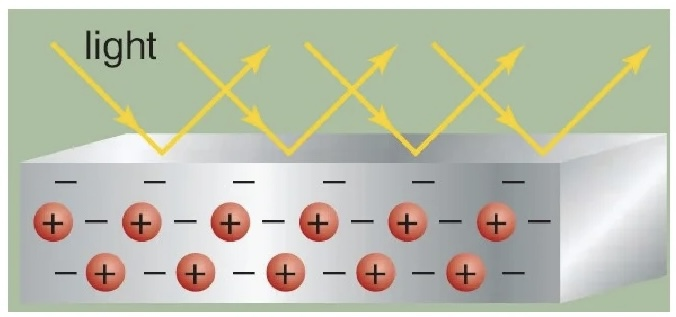 light
− − − − − −
+ − + − + − + − + − + −
− + − + − + − + − + −